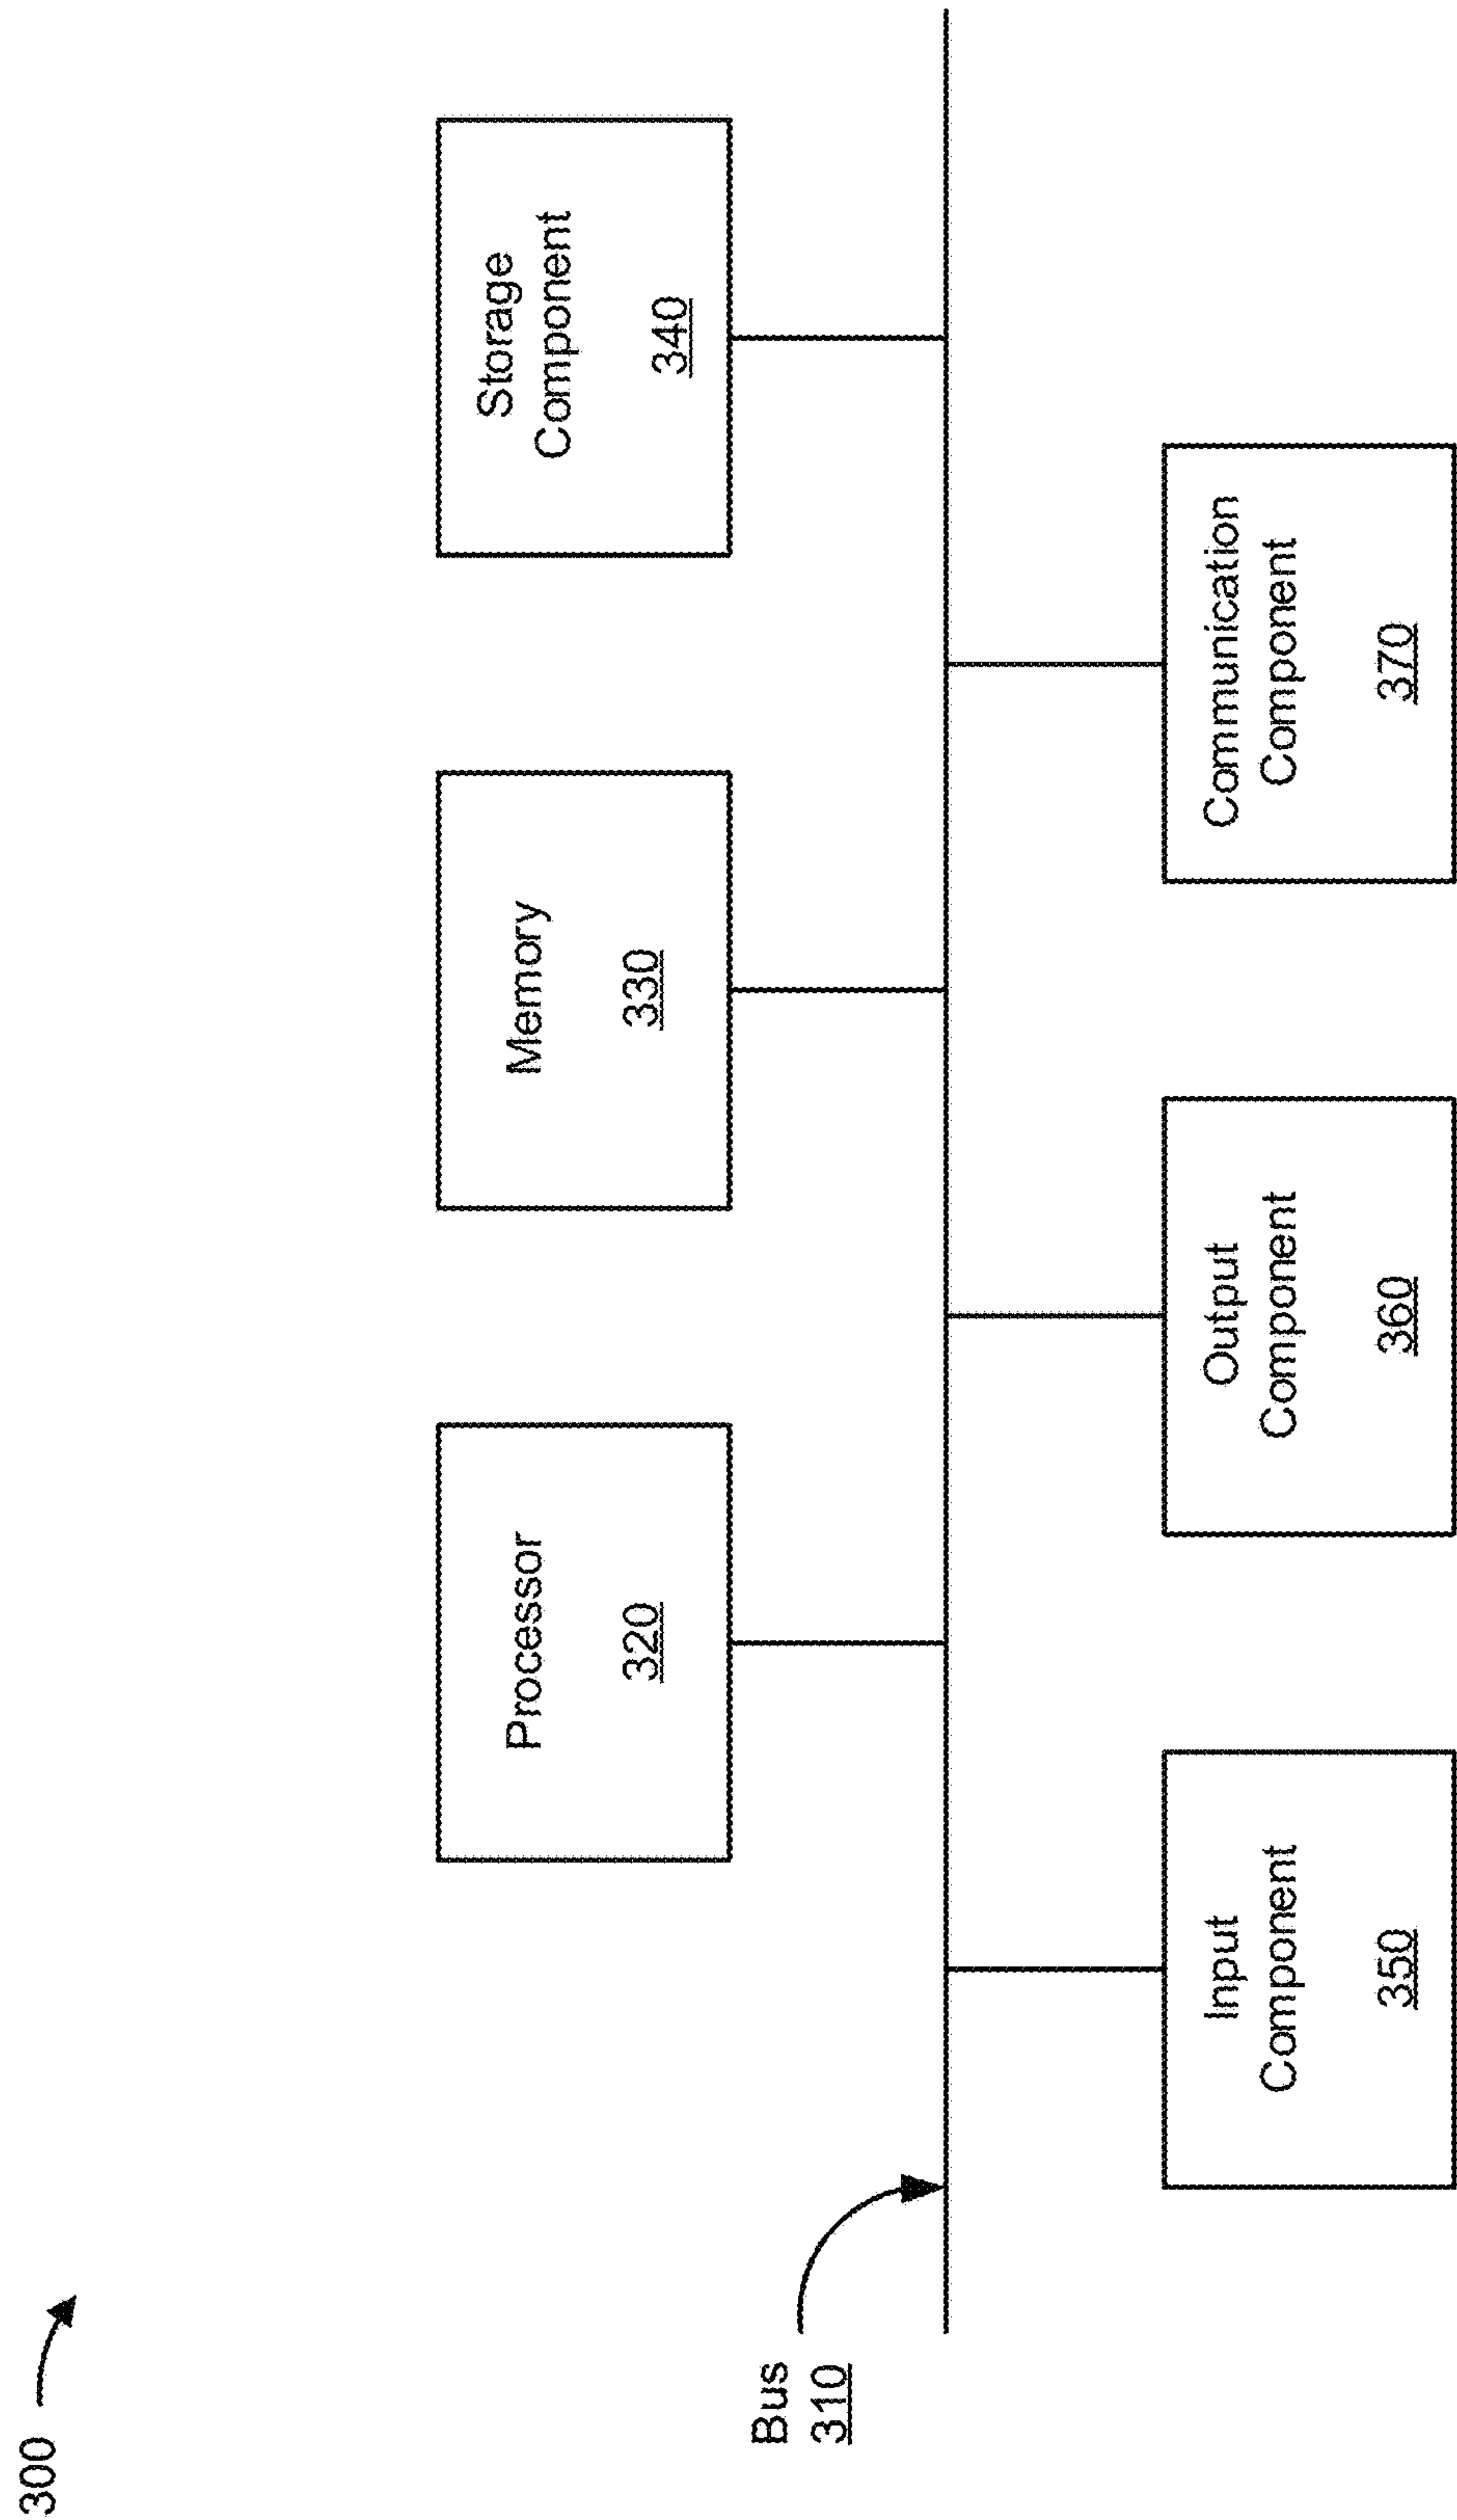 300
Processor
320
Memory
330
Storage
Component
340
Bus
310
Input
Component
350
Output
Component
360
Communication
Component
370